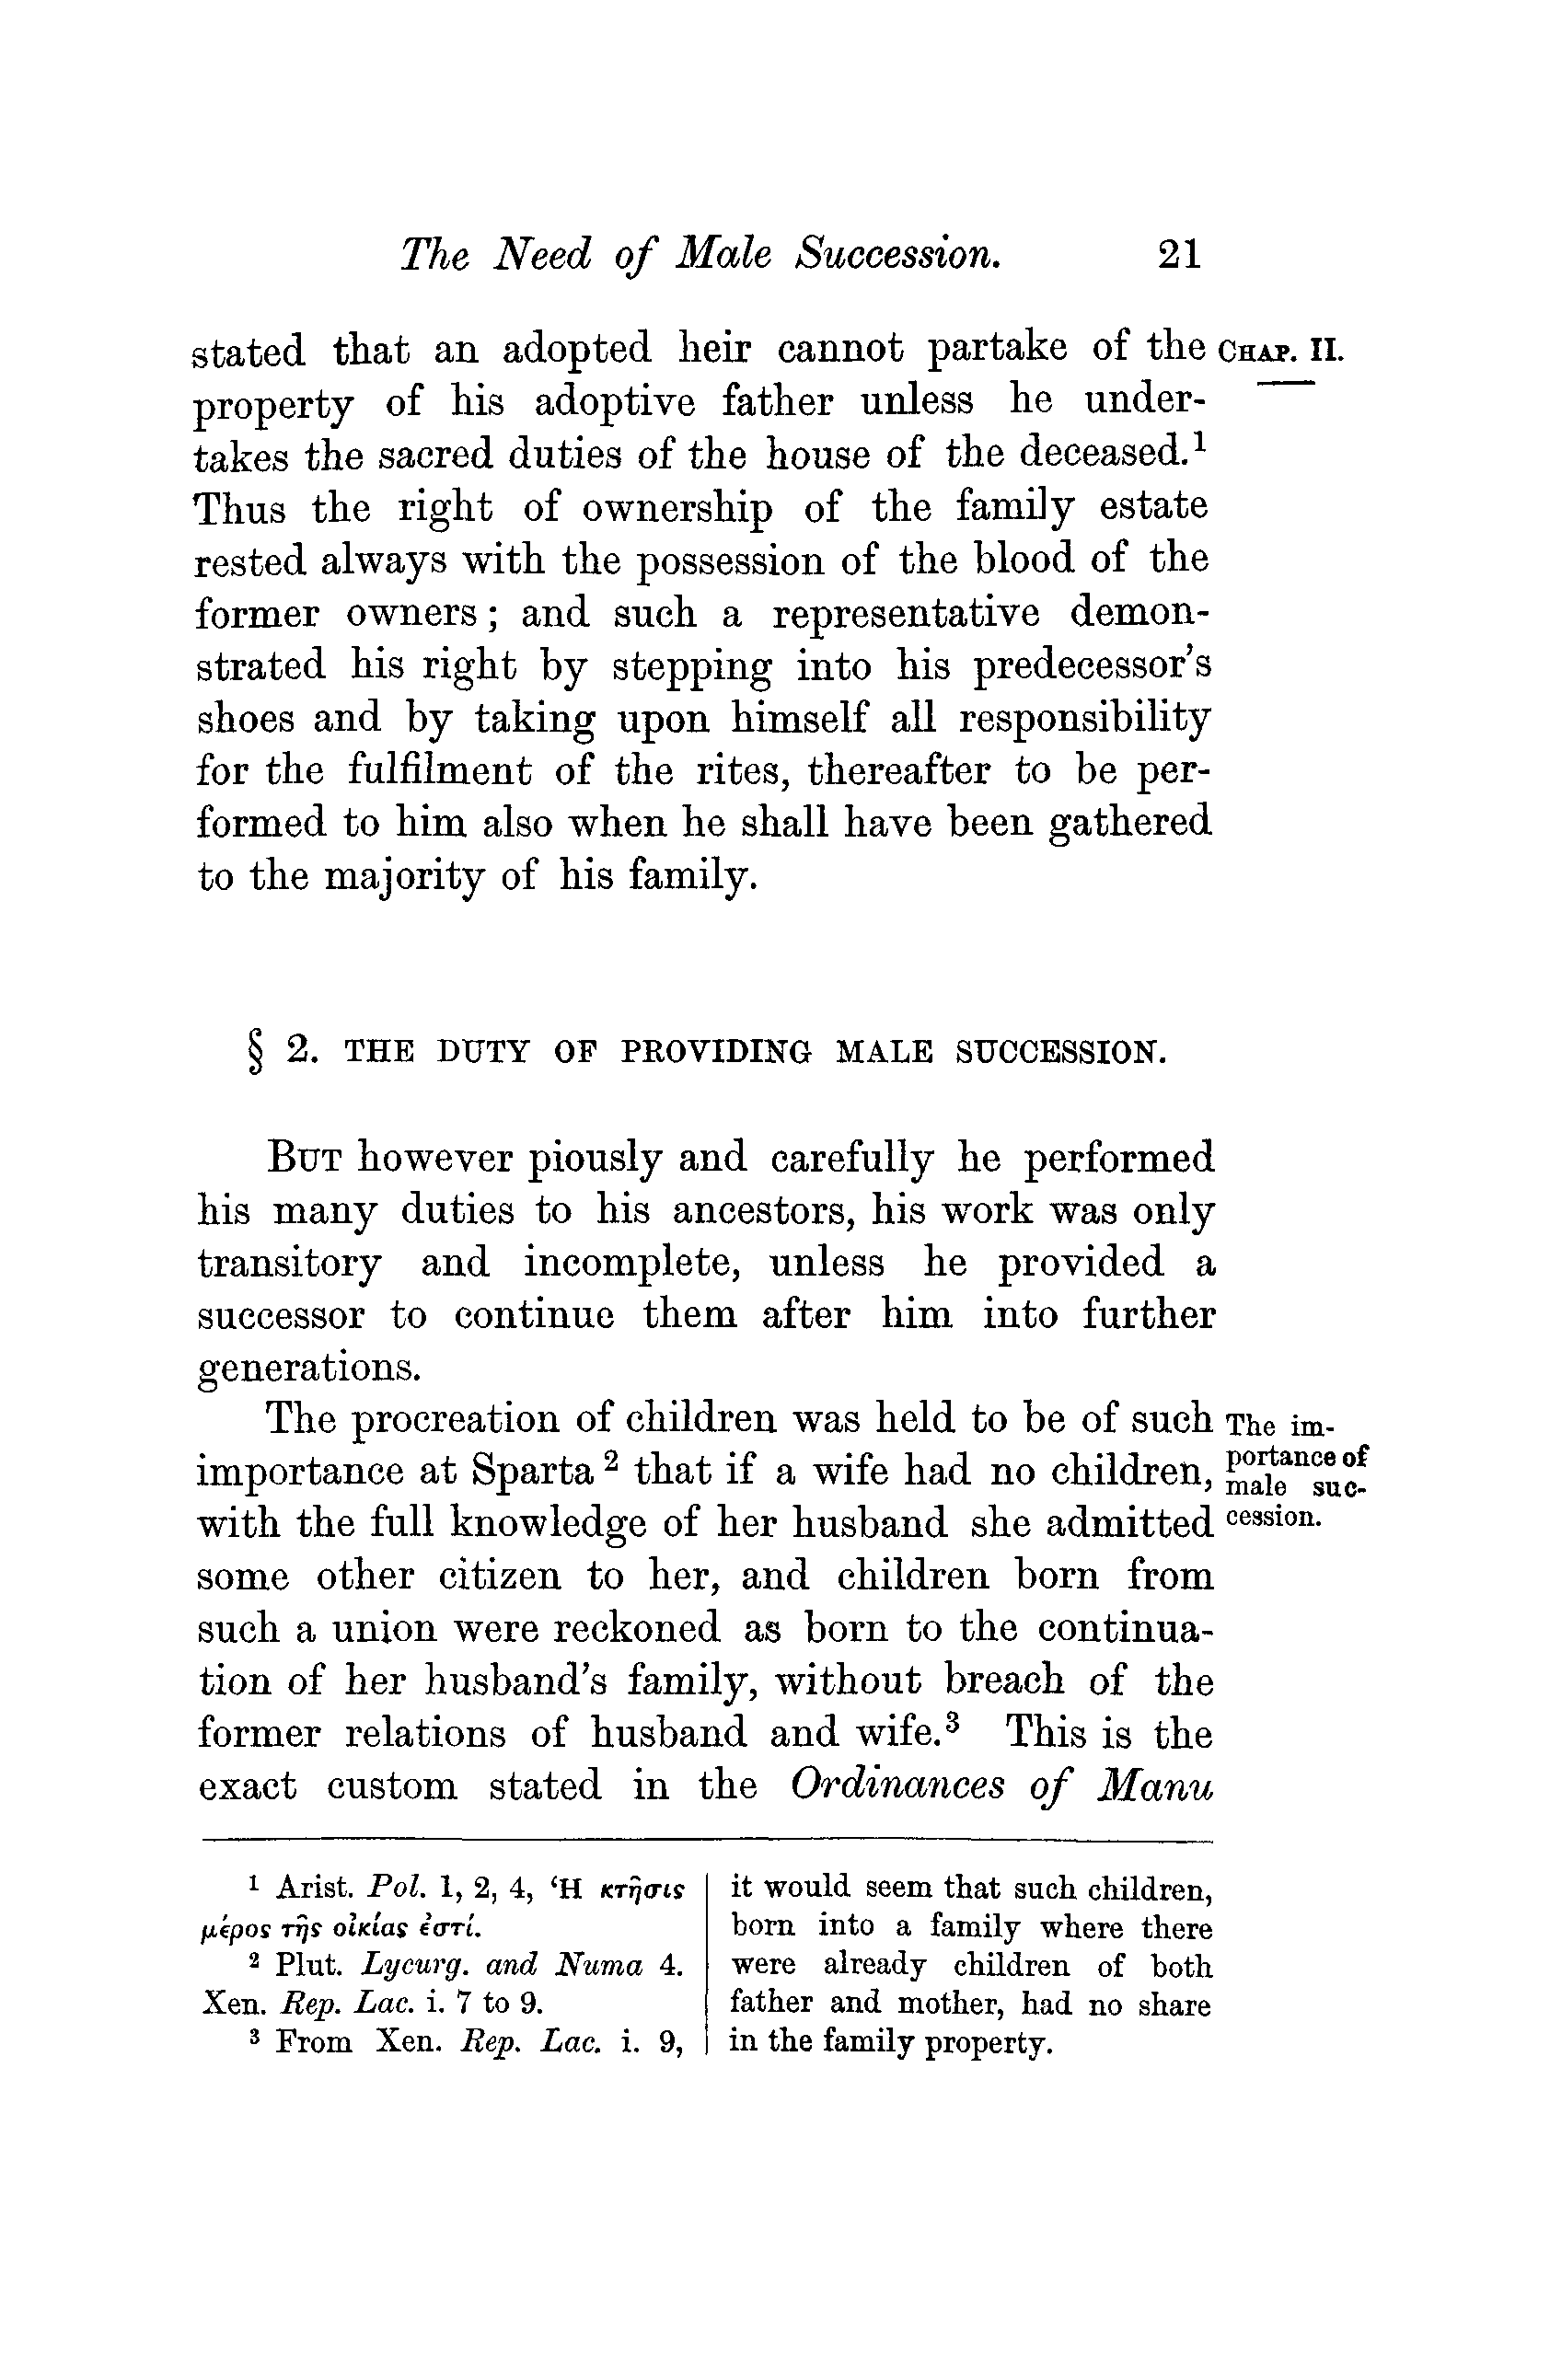 The Need of Male Succession. 21
stated that an adopted heir cannot partake of the CHAP. II.
property of his adoptive father unless he under-
takes the sacred duties of the house of the deceased.¹
Thus the right of ownership of the family estate
rested always with the possession of the blood of the
former owners; and such a representative demon-
strated his right by stepping into his predecessor's
shoes and by taking upon himself all responsibility
for the fulfilment of the rites, thereafter to be per-
formed to him also when he shall have been gathered
to the majority of his family.
§ 2. THE DUTY OF PROVIDING MALE SUCCESSION.
BUT however piously and carefully he performed
his many duties to his ancestors, his work was only
transitory and incomplete, unless he provided a
successor to continue them after him into further
generations.
The procreation of children was held to be of such
importance at Sparta² that if a wife had no children,
with the full knowledge of her husband she admitted
some other citizen to her, and children born from
such a union were reckoned as born to the continua-
tion of her husband's family, without breach of the
former relations of husband and wife.³ This is the
exact custom stated in the Ordinances of Manu
The im-
portance of
male suc-
cession.
¹ Arist. Pol. 1, 2, 4, ‘Η κτῆσις
μέρος τῆς οἰκίας ἐστί.
² Plut. Lycurg. and Numa 4.
Xen. Rep. Lac. i. 7 to 9.
³ From Xen. Rep. Lac. i. 9,
it would seem that such children,
born into a family where there
were already children of both
father and mother, had no share
in the family property.